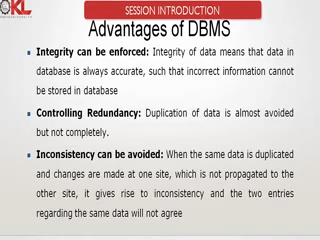 KL
SESSION INTRODUCTION
Advantages of DBMS
• Integrity can be enforced: Integrity of data means that data in
database is always accurate, such that incorrect information cannot
be stored in database
• Controlling Redundancy: Duplication of data is almost avoided
but not completely.
• Inconsistency can be avoided: When the same data is duplicated
and changes are made at one site, which is not propagated to the
other site, it gives rise to inconsistency and the two entries
regarding the same data will not agree